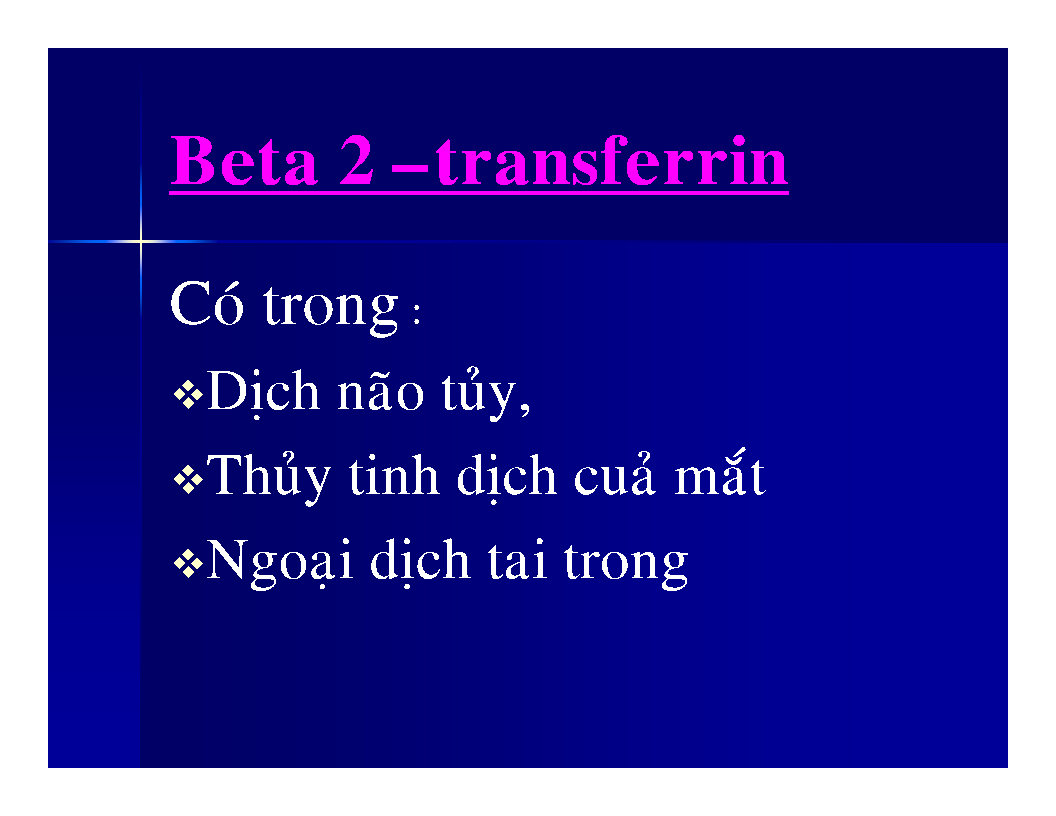 Beta 2 –transferrin
Có trong :
❖Dịch não tủy,
❖Thủy tinh dịch cuả mắt
❖Ngoại dịch tai trong